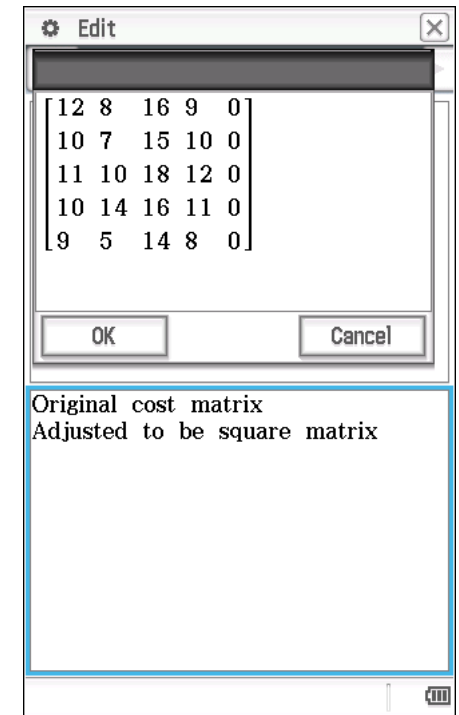 Edit
12 8 16 9 0
10 7 15 10 0
11 10 18 12 0
10 14 16 11 0
9 5 14 8 0
OK Cancel
Original cost matrix
Adjusted to be square matrix